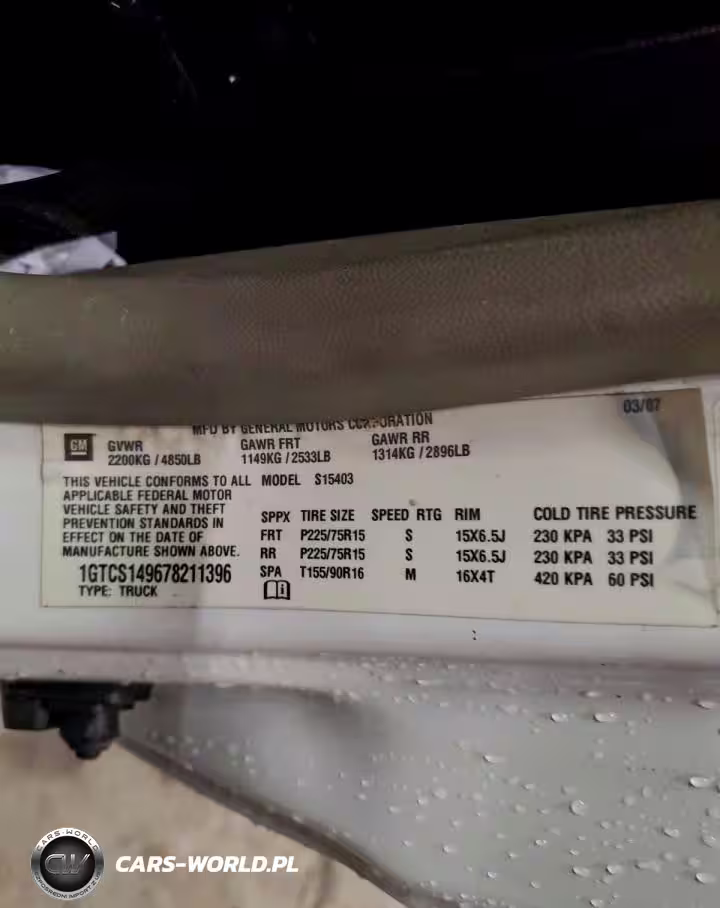 MFD BY GENERAL MOTORS CORPORATION
03/07
GM
GVWR GAWR FRT GAWR RR
2200KG / 4850LB 1149KG / 2533LB 1314KG / 2896LB
THIS VEHICLE CONFORMS TO ALL
APPLICABLE FEDERAL MOTOR
VEHICLE SAFETY AND THEFT
PREVENTION STANDARDS IN
EFFECT ON THE DATE OF
MANUFACTURE SHOWN ABOVE.
1GTCS149678211396
TYPE: TRUCK
MODEL S15403
SPPX TIRE SIZE SPEED RTG RIM COLD TIRE PRESSURE
FRT P225/75R15 S 15X6.5J 230 KPA 33 PSI
RR P225/75R15 S 15X6.5J 230 KPA 33 PSI
SPA T155/90R16 M 16X4T 420 KPA 60 PSI
CARS-WORLD
CW
CARS-WORLD.PL